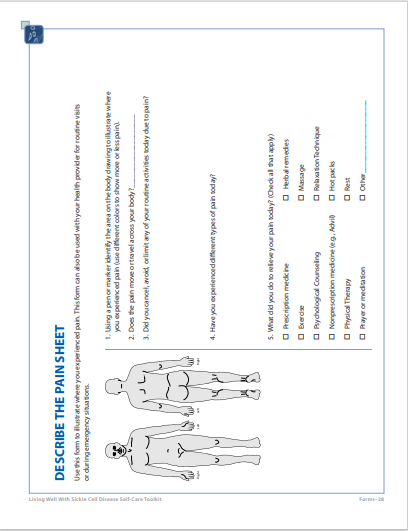 DESCRIBE THE PAIN SHEET
Use this form to illustrate where you experienced pain. This form can also be used with your health provider for routine visits
or during emergency situations.
1. Using a pen or marker identify the area on the body drawing to illustrate where
you experienced pain (use different colors to show more or less pain).
2. Does the pain move or travel across your body?
3. Did you cancel, avoid, or limit any of your routine activities today due to pain?
4. Have you experienced different types of pain today?
5. What did you do to relieve your pain today? (Check all that apply)
☐ Prescription medicine ☐ Herbal remedies
☐ Exercise ☐ Massage
☐ Psychological Counseling ☐ Relaxation Technique
☐ Nonprescription medicine (e.g., Advil) ☐ Hot packs
☐ Physical Therapy ☐ Rest
☐ Prayer or meditation ☐ Other
Living Well With Sickle Cell Disease Self-Care Toolkit
Forms-28